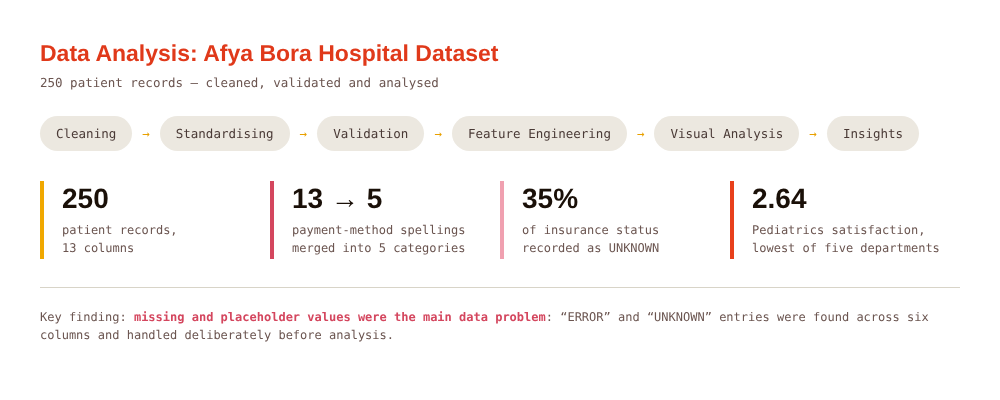 Data Analysis: Afya Bora Hospital Dataset
250 patient records — cleaned, validated and analysed
Cleaning → Standardising → Validation → Feature Engineering → Visual Analysis → Insights
250
patient records,
13 columns
13 → 5
payment-method spellings
merged into 5 categories
35%
of insurance status
recorded as UNKNOWN
2.64
Pediatrics satisfaction,
lowest of five departments
Key finding: missing and placeholder values were the main data problem: “ERROR” and “UNKNOWN” entries were found across six
columns and handled deliberately before analysis.